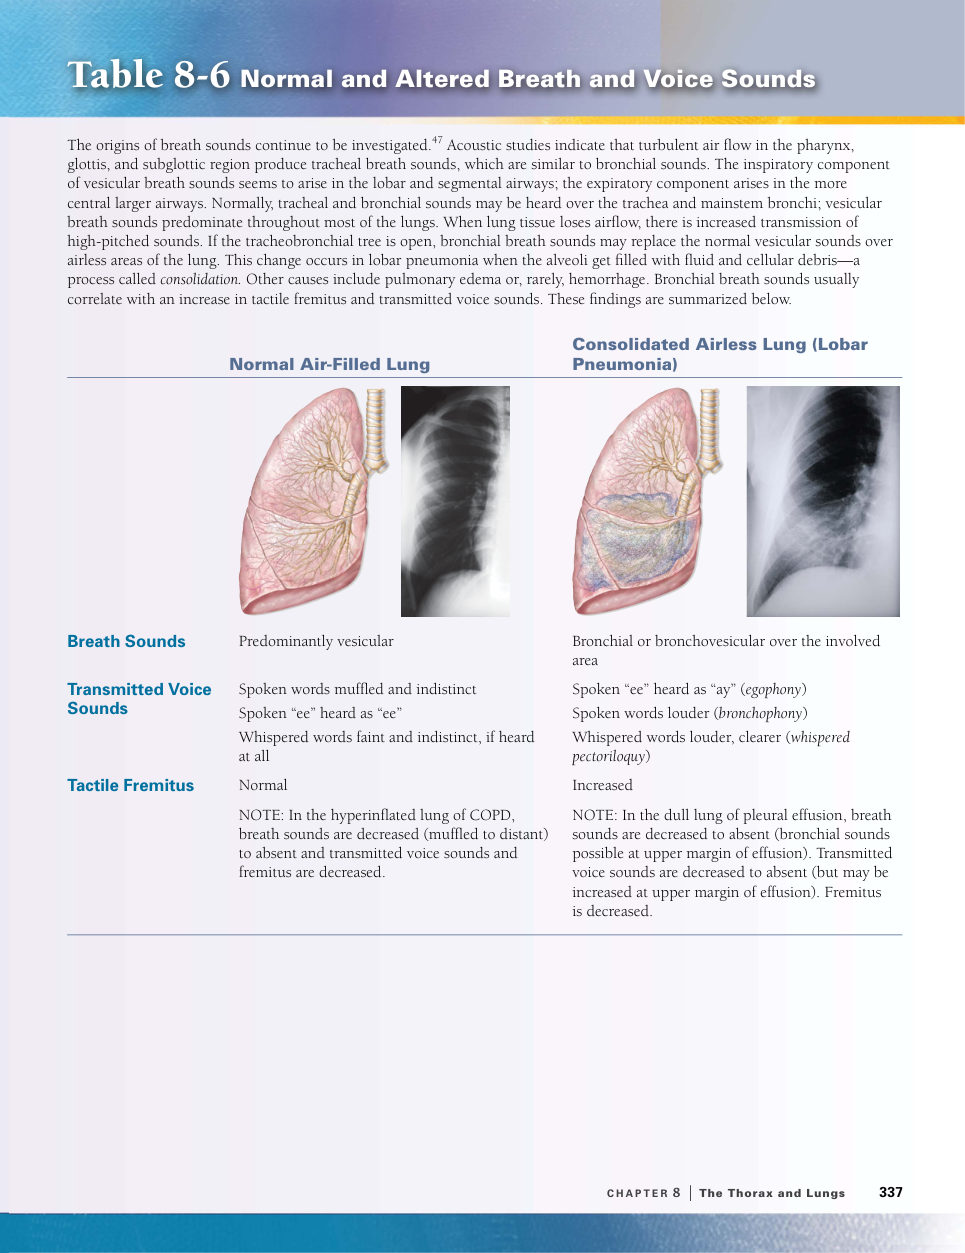 Table 8-6 Normal and Altered Breath and Voice Sounds
The origins of breath sounds continue to be investigated.47 Acoustic studies indicate that turbulent air flow in the pharynx,
glottis, and subglottic region produce tracheal breath sounds, which are similar to bronchial sounds. The inspiratory component
of vesicular breath sounds seems to arise in the lobar and segmental airways; the expiratory component arises in the more
central larger airways. Normally, tracheal and bronchial sounds may be heard over the trachea and mainstem bronchi; vesicular
breath sounds predominate throughout most of the lungs. When lung tissue loses airflow, there is increased transmission of
high-pitched sounds. If the tracheobronchial tree is open, bronchial breath sounds may replace the normal vesicular sounds over
airless areas of the lung. This change occurs in lobar pneumonia when the alveoli get filled with fluid and cellular debris—a
process called consolidation. Other causes include pulmonary edema or, rarely, hemorrhage. Bronchial breath sounds usually
correlate with an increase in tactile fremitus and transmitted voice sounds. These findings are summarized below.
Normal Air-Filled Lung
Consolidated Airless Lung (Lobar
Pneumonia)
Breath Sounds
Predominantly vesicular
Bronchial or bronchovesicular over the involved
area
Transmitted Voice
Sounds
Spoken words muffled and indistinct
Spoken “ee” heard as “ee”
Whispered words faint and indistinct, if heard
at all
Spoken “ee” heard as “ay” (egophony)
Spoken words louder (bronchophony)
Whispered words louder, clearer (whispered
pectoriloquy)
Tactile Fremitus
Normal
Increased
NOTE: In the hyperinflated lung of COPD,
breath sounds are decreased (muffled to distant)
to absent and transmitted voice sounds and
fremitus are decreased.
NOTE: In the dull lung of pleural effusion, breath
sounds are decreased to absent (bronchial sounds
possible at upper margin of effusion). Transmitted
voice sounds are decreased to absent (but may be
increased at upper margin of effusion). Fremitus
is decreased.
CHAPTER 8 | The Thorax and Lungs 337